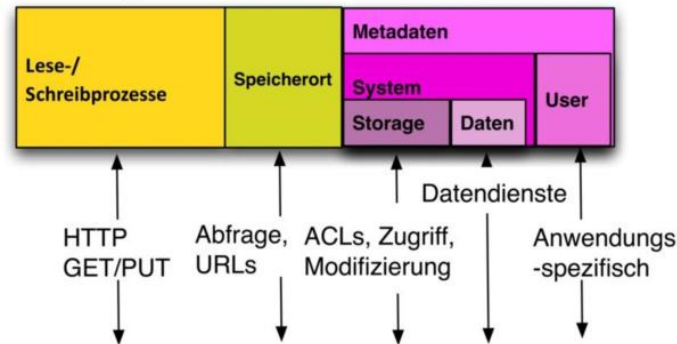 Metadaten
Lese-/
Schreibprozesse
Speicherort
System
User
Storage
Daten
Datendienste
HTTP
GET/PUT
Abfrage,
URLs
ACLs, Zugriff,
Modifizierung
Anwendungs
-spezifisch